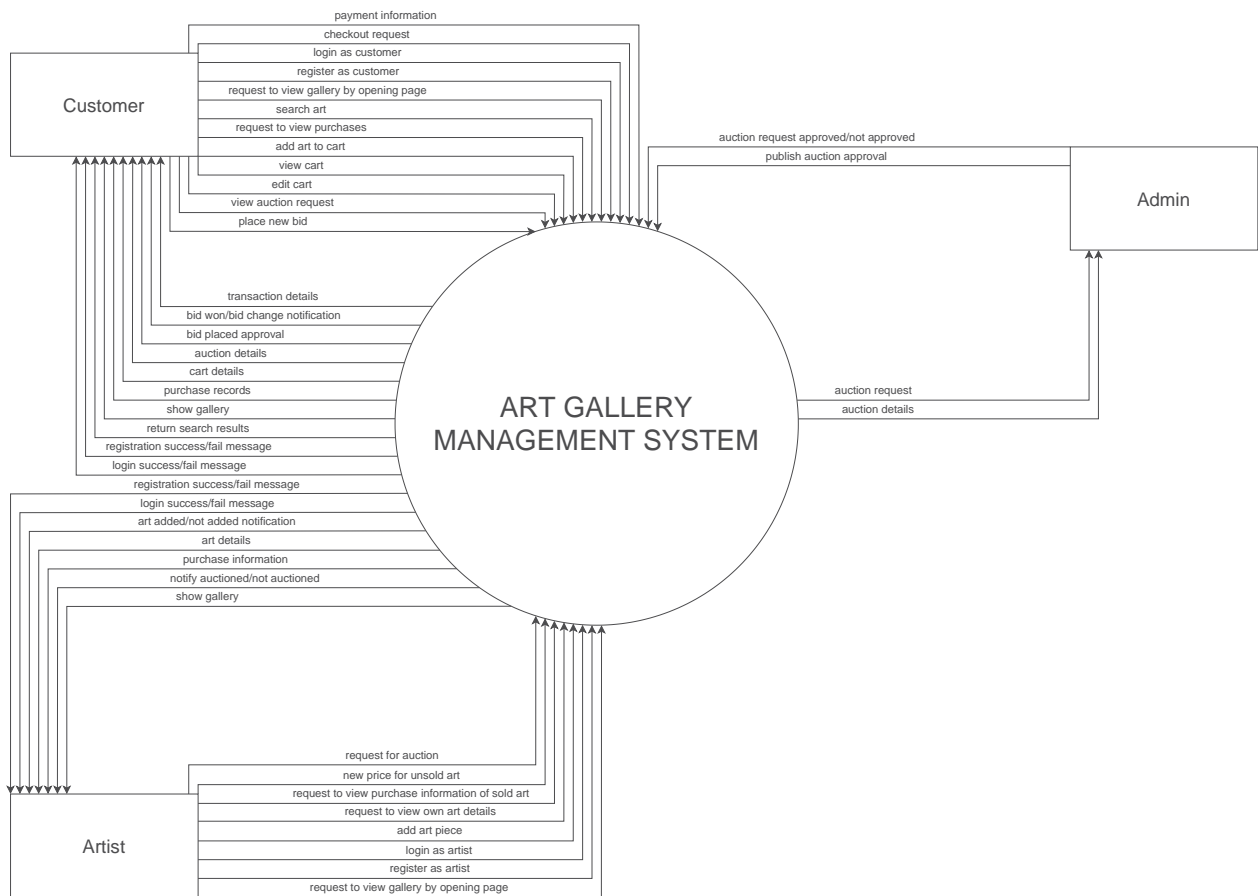 payment information
checkout request
login as customer
register as customer
request to view gallery by opening page
search art
request to view purchases
add art to cart
view cart
edit cart
view auction request
place new bid
Customer
auction request approved/not approved
publish auction approval
Admin
transaction details
bid won/bid change notification
bid placed approval
auction details
cart details
purchase records
show gallery
return search results
registration success/fail message
login success/fail message
registration success/fail message
login success/fail message
art added/not added notification
art details
purchase information
notify auctioned/not auctioned
show gallery
ART GALLERY
MANAGEMENT SYSTEM
auction request
auction details
request for auction
new price for unsold art
request to view purchase information of sold art
request to view own art details
add art piece
login as artist
register as artist
request to view gallery by opening page
Artist